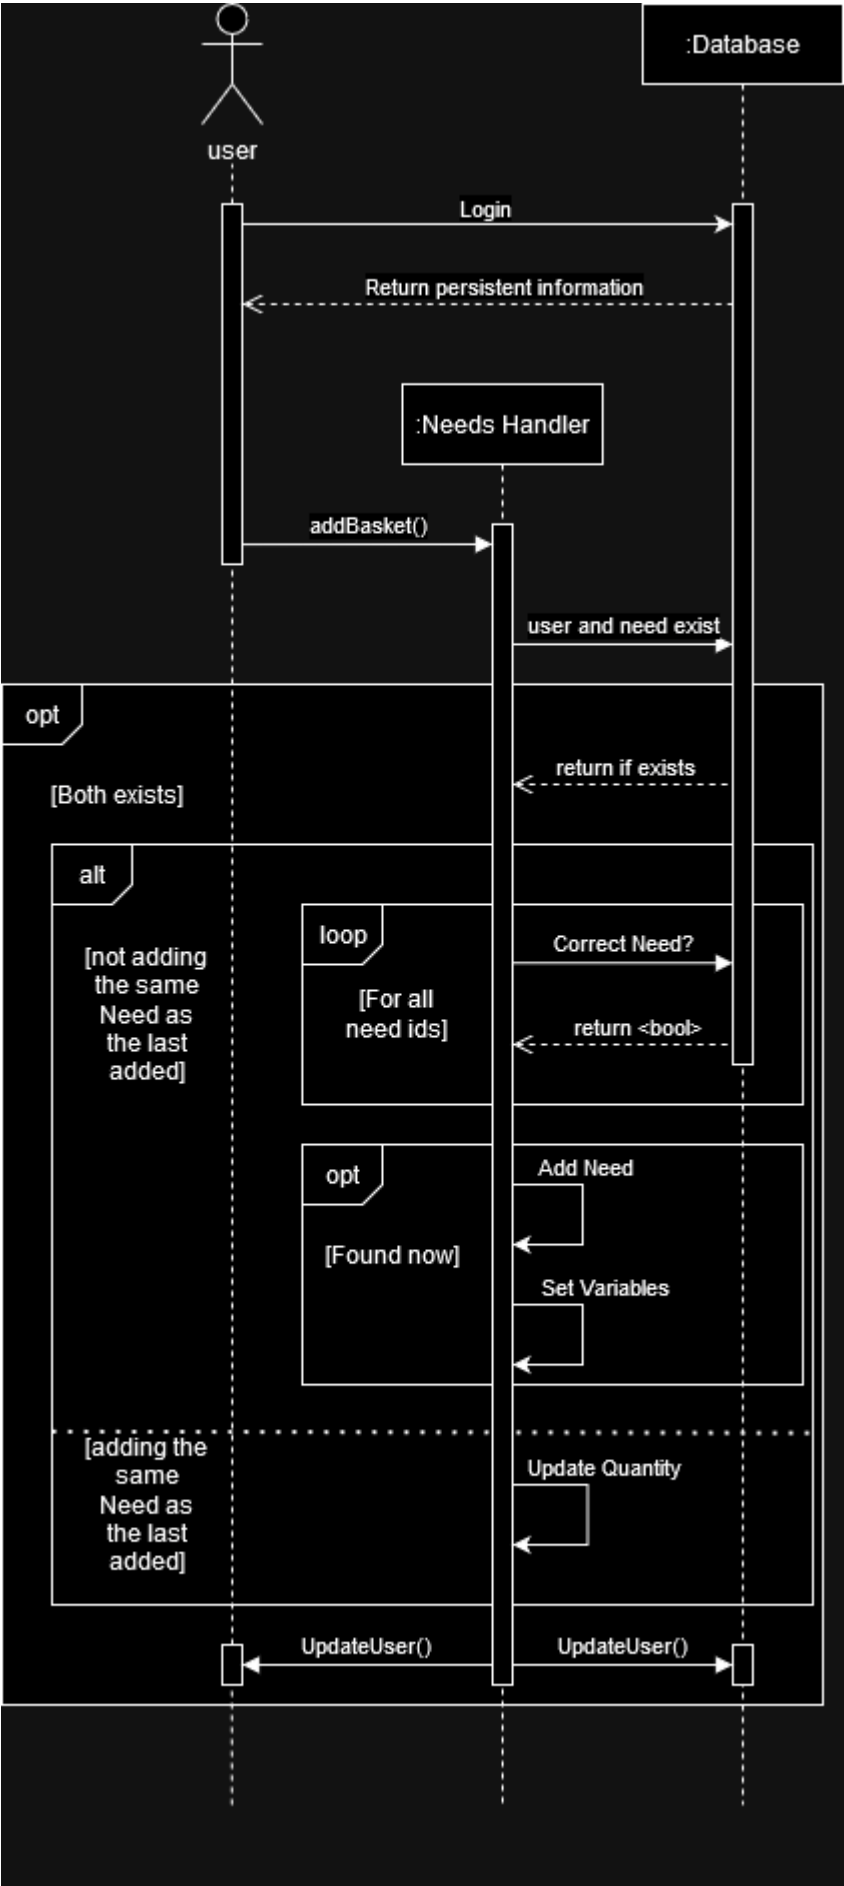 :Database
user
Login
Return persistent information
:Needs Handler
addBasket()
user and need exist
opt
return if exists
[Both exists]
alt
loop
Correct Need?
[not adding
the same
Need as
the last
added]
[For all
need ids]
return <bool>
opt
Add Need
[Found now]
Set Variables
[adding the
same
Need as
the last
added]
Update Quantity
UpdateUser()
UpdateUser()